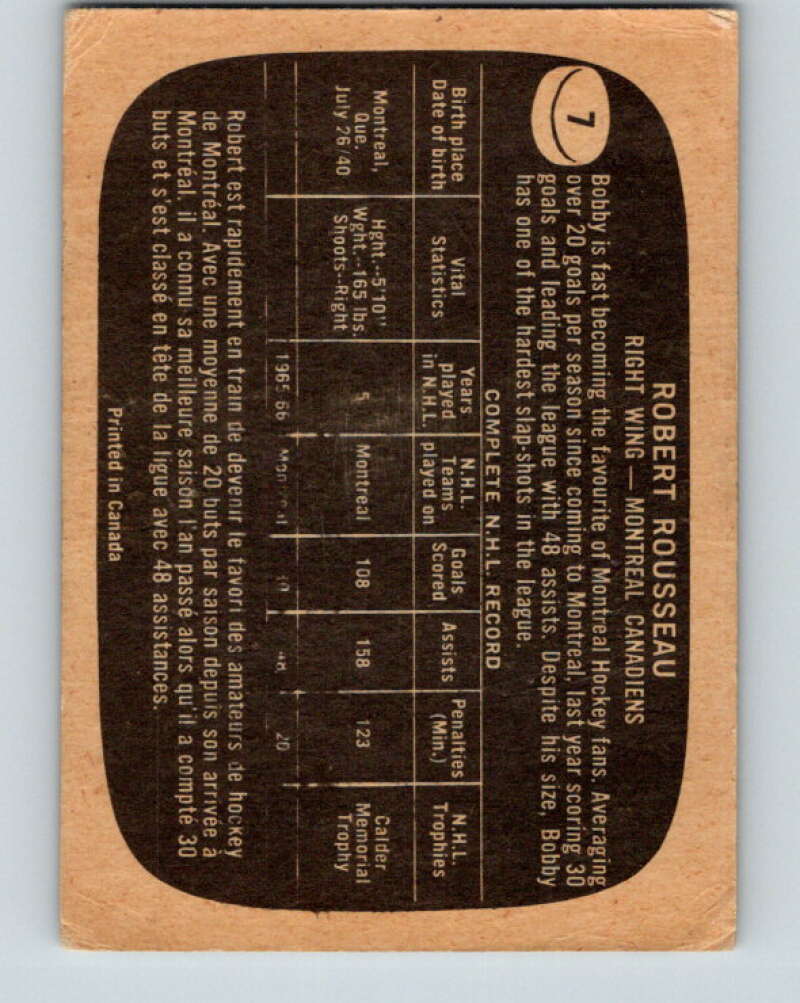 7
ROBERT ROUSSEAU
RIGHT WING — MONTREAL CANADIENS
Bobby is fast becoming the favourite of Montreal Hockey fans. Averaging
over 20 goals per season since coming to Montreal, last year scoring 30
goals and leading the league with 48 assists. Despite his size, Bobby
has one of the hardest slap-shots in the league.
COMPLETE N.H.L. RECORD
Birth place Date of birth | Vital Statistics | Years played in N.H.L. | N.H.L. Teams played on | Goals Scored | Assists | Penalties (Min.) | N.H.L. Trophies
Montreal, Que. July 26/40 | Hght.--5'10" Wght.--165 lbs. Shoots--Right | 5 | Montreal | 108 | 158 | 123 | Calder Memorial Trophy
1965-66 | Montreal | 48 | 20
Robert est rapidement en train de devenir le favori des amateurs de hockey
de Montréal. Avec une moyenne de 20 buts par saison depuis son arrivée à
Montréal, il a connu sa meilleure saison l'an passé alors qu'il a compté 30
buts et s'est classé en tête de la ligue avec 48 assistances.
Printed in Canada